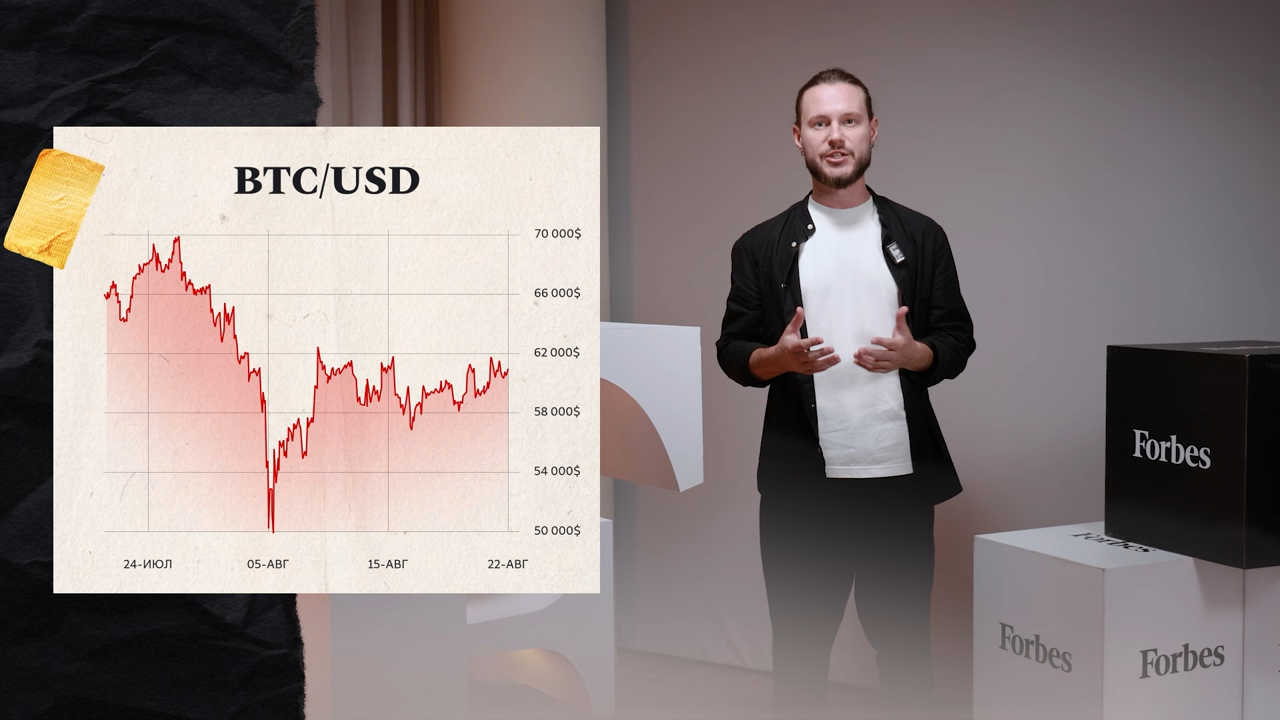 BTC/USD
70 000$
66 000$
62 000$
58 000$
54 000$
50 000$
24-ИЮЛ
05-АВГ
15-АВГ
22-АВГ
Forbes
Forbes
Forbes
Forbes